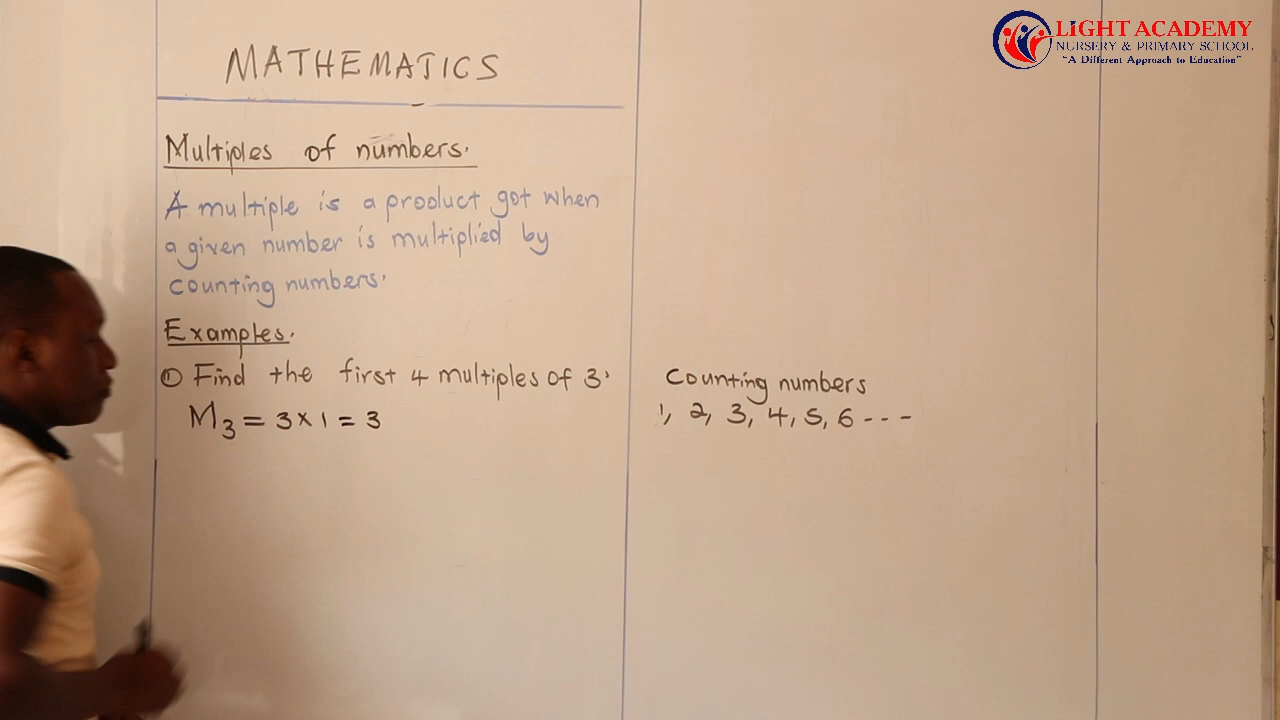 LIGHT ACADEMY
NURSERY & PRIMARY SCHOOL
"A Different Approach to Education"
MATHEMATICS
Multiples of numbers.
A multiple is a product got when
a given number is multiplied by
counting numbers.
Examples.
① Find the first 4 multiples of 3.
M₃ = 3 x 1 = 3
Counting numbers
1, 2, 3, 4, 5, 6 - - -